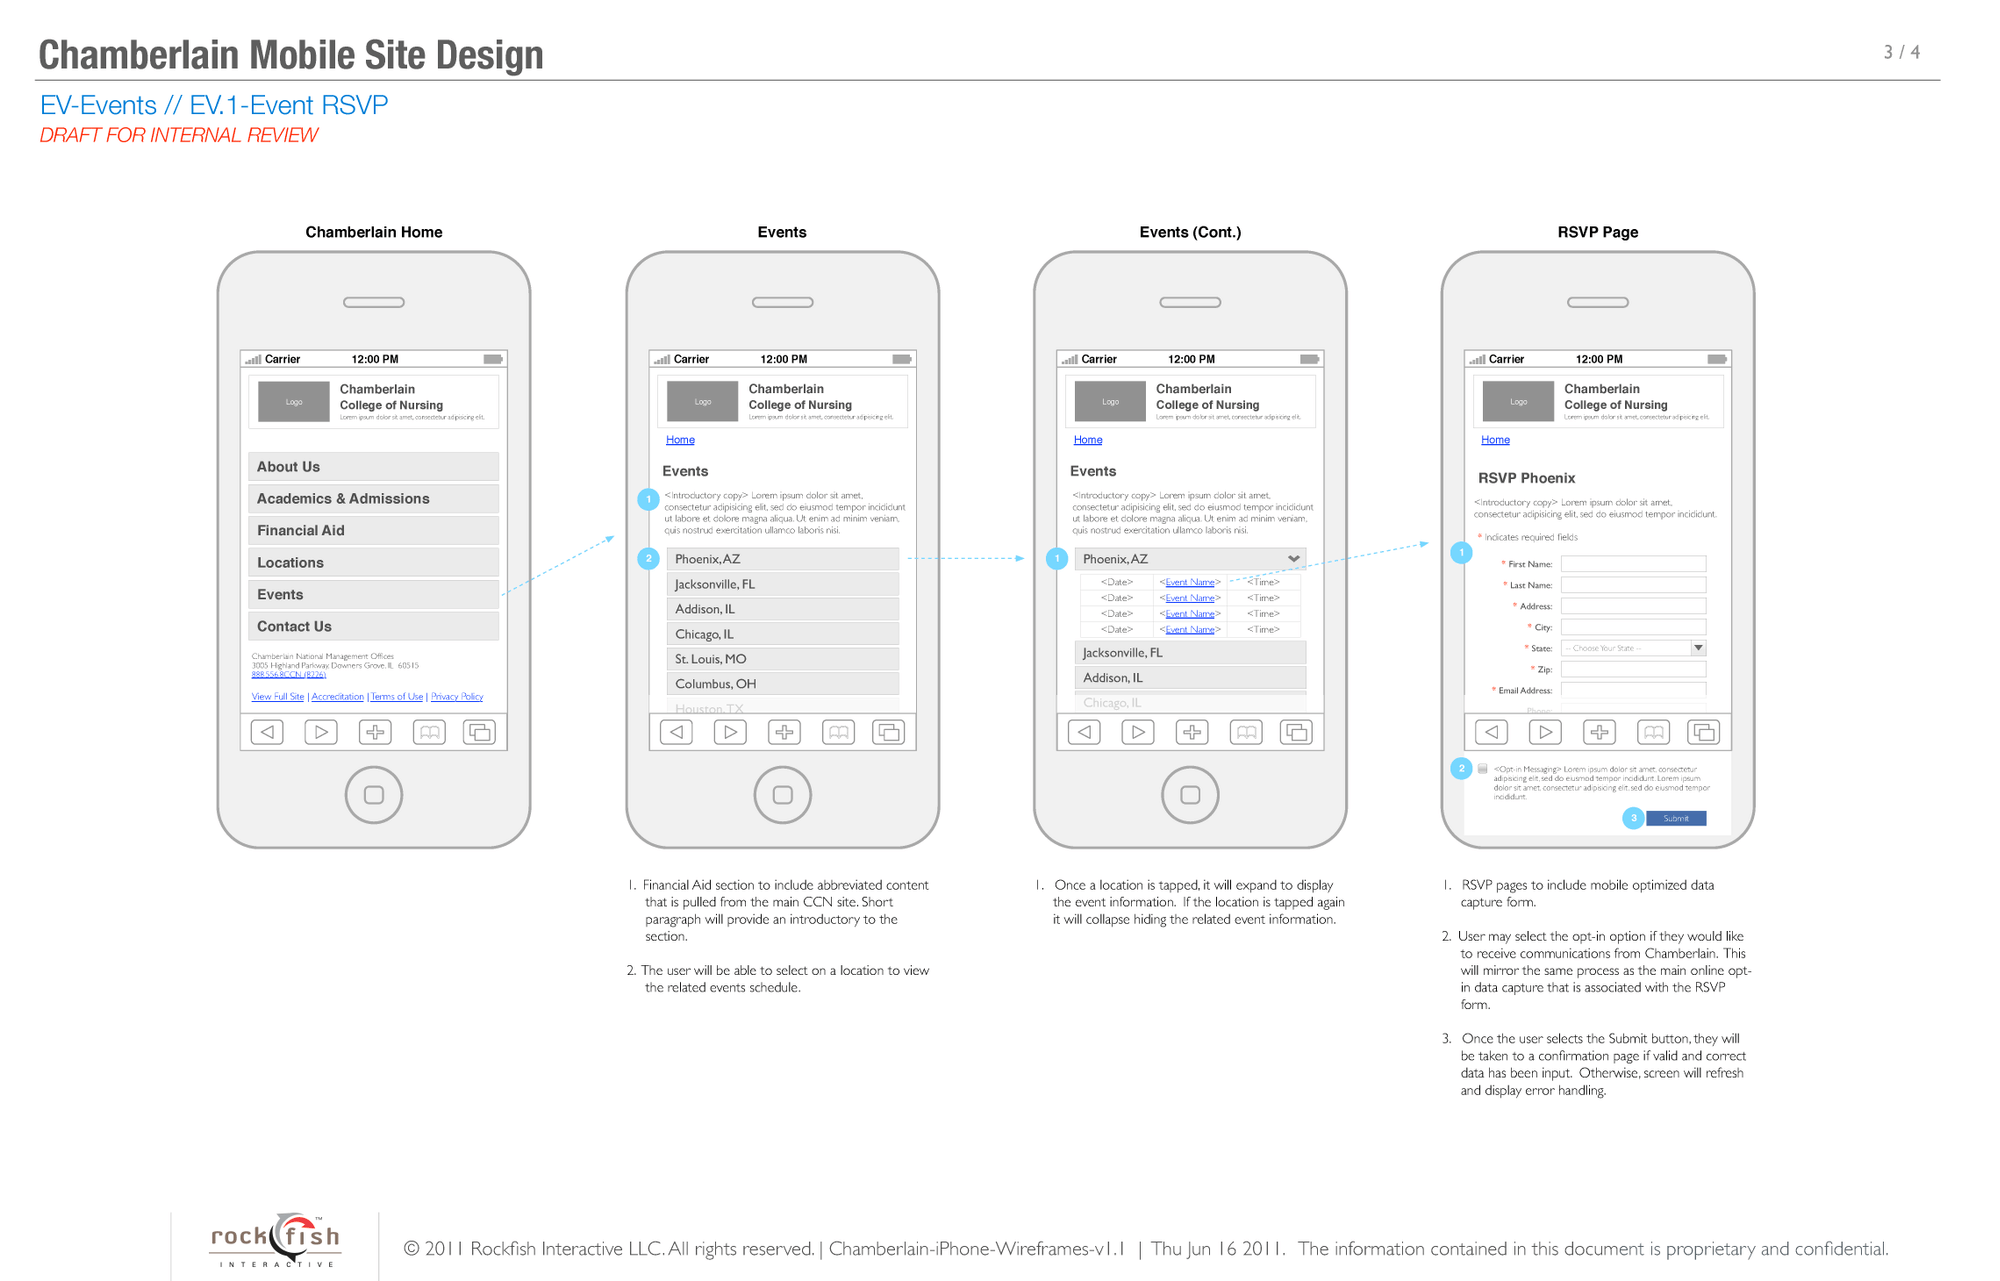 Chamberlain Mobile Site Design
3 / 4
EV-Events // EV.1-Event RSVP
DRAFT FOR INTERNAL REVIEW
Chamberlain Home
Carrier 12:00 PM
Logo
Chamberlain
College of Nursing
Lorem ipsum dolor sit amet, consectetur adipisicing elit.
About Us
Academics & Admissions
Financial Aid
Locations
Events
Contact Us
Chamberlain National Management Offices
3005 Highland Parkway, Downers Grove, IL 60515
888.556.8CCN (8226)
View Full Site | Accreditation | Terms of Use | Privacy Policy
Events
Carrier 12:00 PM
Logo
Chamberlain
College of Nursing
Lorem ipsum dolor sit amet, consectetur adipisicing elit.
Home
Events
1
<Introductory copy> Lorem ipsum dolor sit amet,
consectetur adipisicing elit, sed do eiusmod tempor incididunt
ut labore et dolore magna aliqua. Ut enim ad minim veniam,
quis nostrud exercitation ullamco laboris nisi.
2
Phoenix, AZ
Jacksonville, FL
Addison, IL
Chicago, IL
St. Louis, MO
Columbus, OH
Houston, TX
1. Financial Aid section to include abbreviated content
that is pulled from the main CCN site. Short
paragraph will provide an introductory to the
section.
2. The user will be able to select on a location to view
the related events schedule.
Events (Cont.)
Carrier 12:00 PM
Logo
Chamberlain
College of Nursing
Lorem ipsum dolor sit amet, consectetur adipisicing elit.
Home
Events
<Introductory copy> Lorem ipsum dolor sit amet,
consectetur adipisicing elit, sed do eiusmod tempor incididunt
ut labore et dolore magna aliqua. Ut enim ad minim veniam,
quis nostrud exercitation ullamco laboris nisi.
1
Phoenix, AZ
<Date> <Event Name> <Time>
<Date> <Event Name> <Time>
<Date> <Event Name> <Time>
<Date> <Event Name> <Time>
Jacksonville, FL
Addison, IL
Chicago, IL
1. Once a location is tapped, it will expand to display
the event information. If the location is tapped again
it will collapse hiding the related event information.
RSVP Page
Carrier 12:00 PM
Logo
Chamberlain
College of Nursing
Lorem ipsum dolor sit amet, consectetur adipisicing elit.
Home
RSVP Phoenix
<Introductory copy> Lorem ipsum dolor sit amet,
consectetur adipisicing elit, sed do eiusmod tempor incididunt.
* Indicates required fields
1
* First Name:
* Last Name:
* Address:
* City:
* State: -- Choose Your State --
* Zip:
* Email Address:
Phone:
2
<Opt-in Messaging> Lorem ipsum dolor sit amet, consectetur
adipisicing elit, sed do eiusmod tempor incididunt. Lorem ipsum
dolor sit amet, consectetur adipisicing elit, sed do eiusmod tempor
incididunt.
3
Submit
1. RSVP pages to include mobile optimized data
capture form.
2. User may select the opt-in option if they would like
to receive communications from Chamberlain. This
will mirror the same process as the main online opt-
in data capture that is associated with the RSVP
form.
3. Once the user selects the Submit button, they will
be taken to a confirmation page if valid and correct
data has been input. Otherwise, screen will refresh
and display error handling.
rockfish TM
INTERACTIVE
© 2011 Rockfish Interactive LLC. All rights reserved. | Chamberlain-iPhone-Wireframes-v1.1 | Thu Jun 16 2011. The information contained in this document is proprietary and confidential.